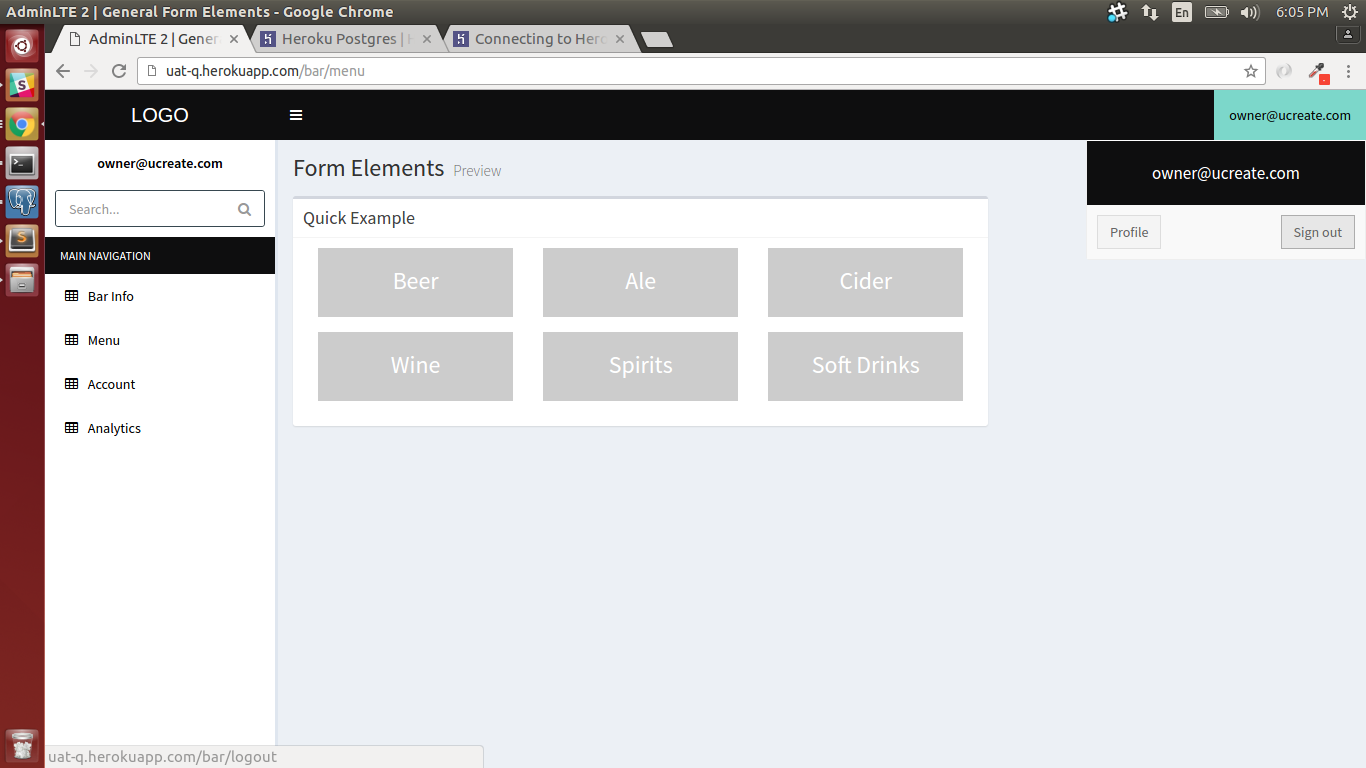 AdminLTE 2 | General Form Elements - Google Chrome
En
6:05 PM
AdminLTE 2 | Gener
Heroku Postgres | H
Connecting to Hero
uat-q.herokuapp.com/bar/menu
LOGO
owner@ucreate.com
owner@ucreate.com
Search...
MAIN NAVIGATION
Bar Info
Menu
Account
Analytics
Form Elements Preview
Quick Example
Beer Ale Cider
Wine Spirits Soft Drinks
owner@ucreate.com
Profile Sign out
uat-q.herokuapp.com/bar/logout